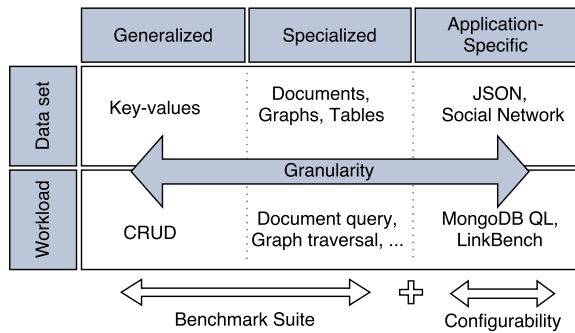 Generalized
Specialized
Application-
Specific
Data set
Key-values
Documents,
Graphs, Tables
JSON,
Social Network
Granularity
Workload
CRUD
Document query,
Graph traversal, ...
MongoDB QL,
LinkBench
Benchmark Suite
Configurability